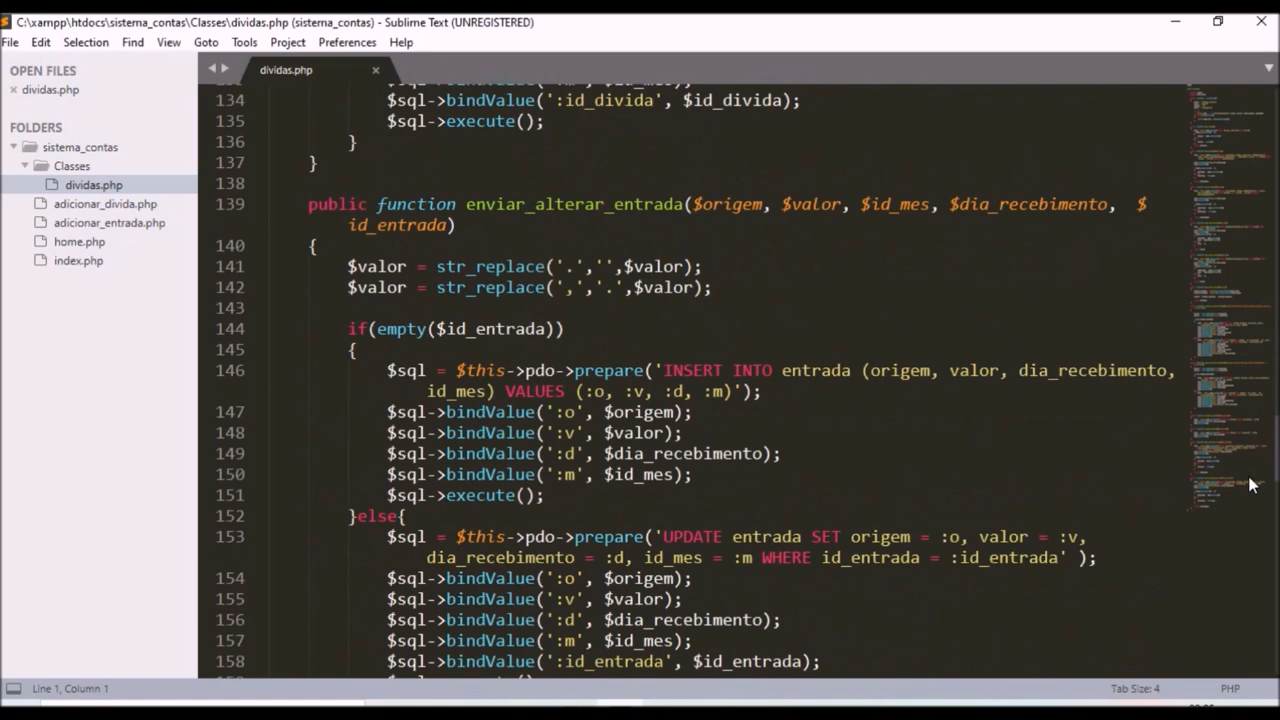 C:\xampp\htdocs\sistema_contas\Classes\dividas.php (sistema_contas) - Sublime Text (UNREGISTERED)
File Edit Selection Find View Goto Tools Project Preferences Help
OPEN FILES
dividas.php
FOLDERS
sistema_contas
Classes
dividas.php
adicionar_divida.php
adicionar_entrada.php
home.php
index.php
dividas.php
134 $sql->bindValue(':id_divida', $id_divida);
135 $sql->execute();
136 }
137 }
138
139 public function enviar_alterar_entrada($origem, $valor, $id_mes, $dia_recebimento, $
id_entrada)
140 {
141 $valor = str_replace('.','',$valor);
142 $valor = str_replace(',','.',$valor);
143
144 if(empty($id_entrada))
145 {
146 $sql = $this->pdo->prepare('INSERT INTO entrada (origem, valor, dia_recebimento,
id_mes) VALUES (:o, :v, :d, :m)');
147 $sql->bindValue(':o', $origem);
148 $sql->bindValue(':v', $valor);
149 $sql->bindValue(':d', $dia_recebimento);
150 $sql->bindValue(':m', $id_mes);
151 $sql->execute();
152 }else{
153 $sql = $this->pdo->prepare('UPDATE entrada SET origem = :o, valor = :v,
dia_recebimento = :d, id_mes = :m WHERE id_entrada = :id_entrada' );
154 $sql->bindValue(':o', $origem);
155 $sql->bindValue(':v', $valor);
156 $sql->bindValue(':d', $dia_recebimento);
157 $sql->bindValue(':m', $id_mes);
158 $sql->bindValue(':id_entrada', $id_entrada);
Line 1, Column 1
Tab Size: 4
PHP